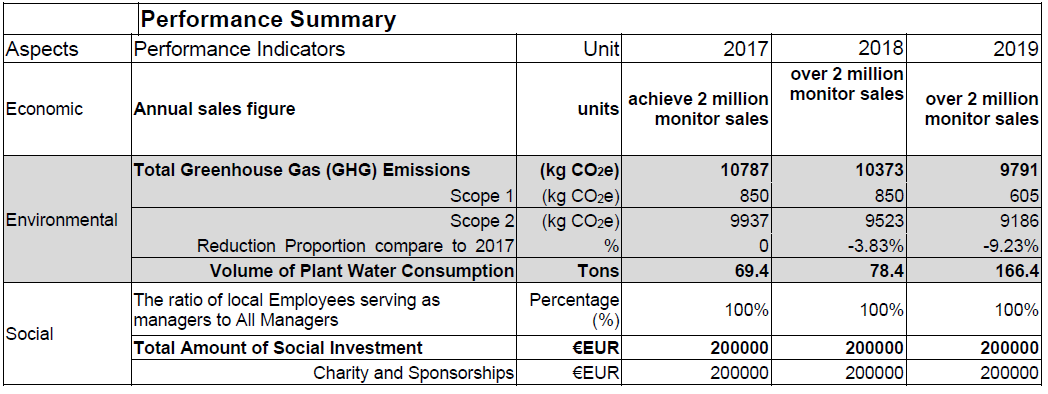 Performance Summary
Aspects Performance Indicators Unit 2017 2018 2019
Economic Annual sales figure units achieve 2 million monitor sales over 2 million monitor sales over 2 million monitor sales
Environmental Total Greenhouse Gas (GHG) Emissions (kg CO2e) 10787 10373 9791
Scope 1 (kg CO2e) 850 850 605
Scope 2 (kg CO2e) 9937 9523 9186
Reduction Proportion compare to 2017 % 0 -3.83% -9.23%
Volume of Plant Water Consumption Tons 69.4 78.4 166.4
Social The ratio of local Employees serving as managers to All Managers Percentage (%) 100% 100% 100%
Total Amount of Social Investment €EUR 200000 200000 200000
Charity and Sponsorships €EUR 200000 200000 200000